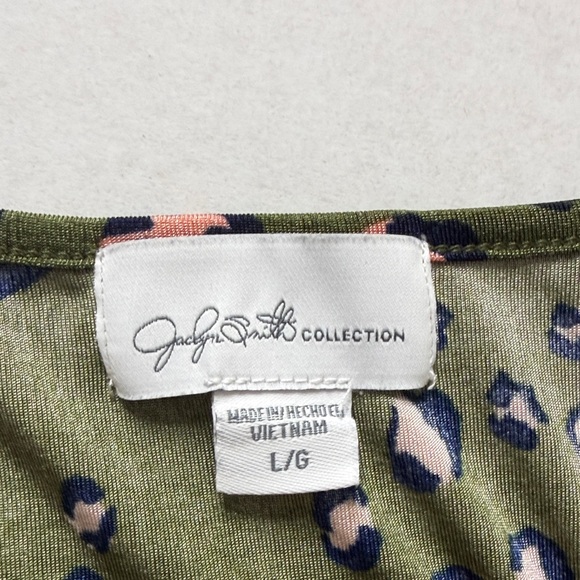 Jaclyn Smith COLLECTION
MADE IN/HECHO EN
VIETNAM
L/G